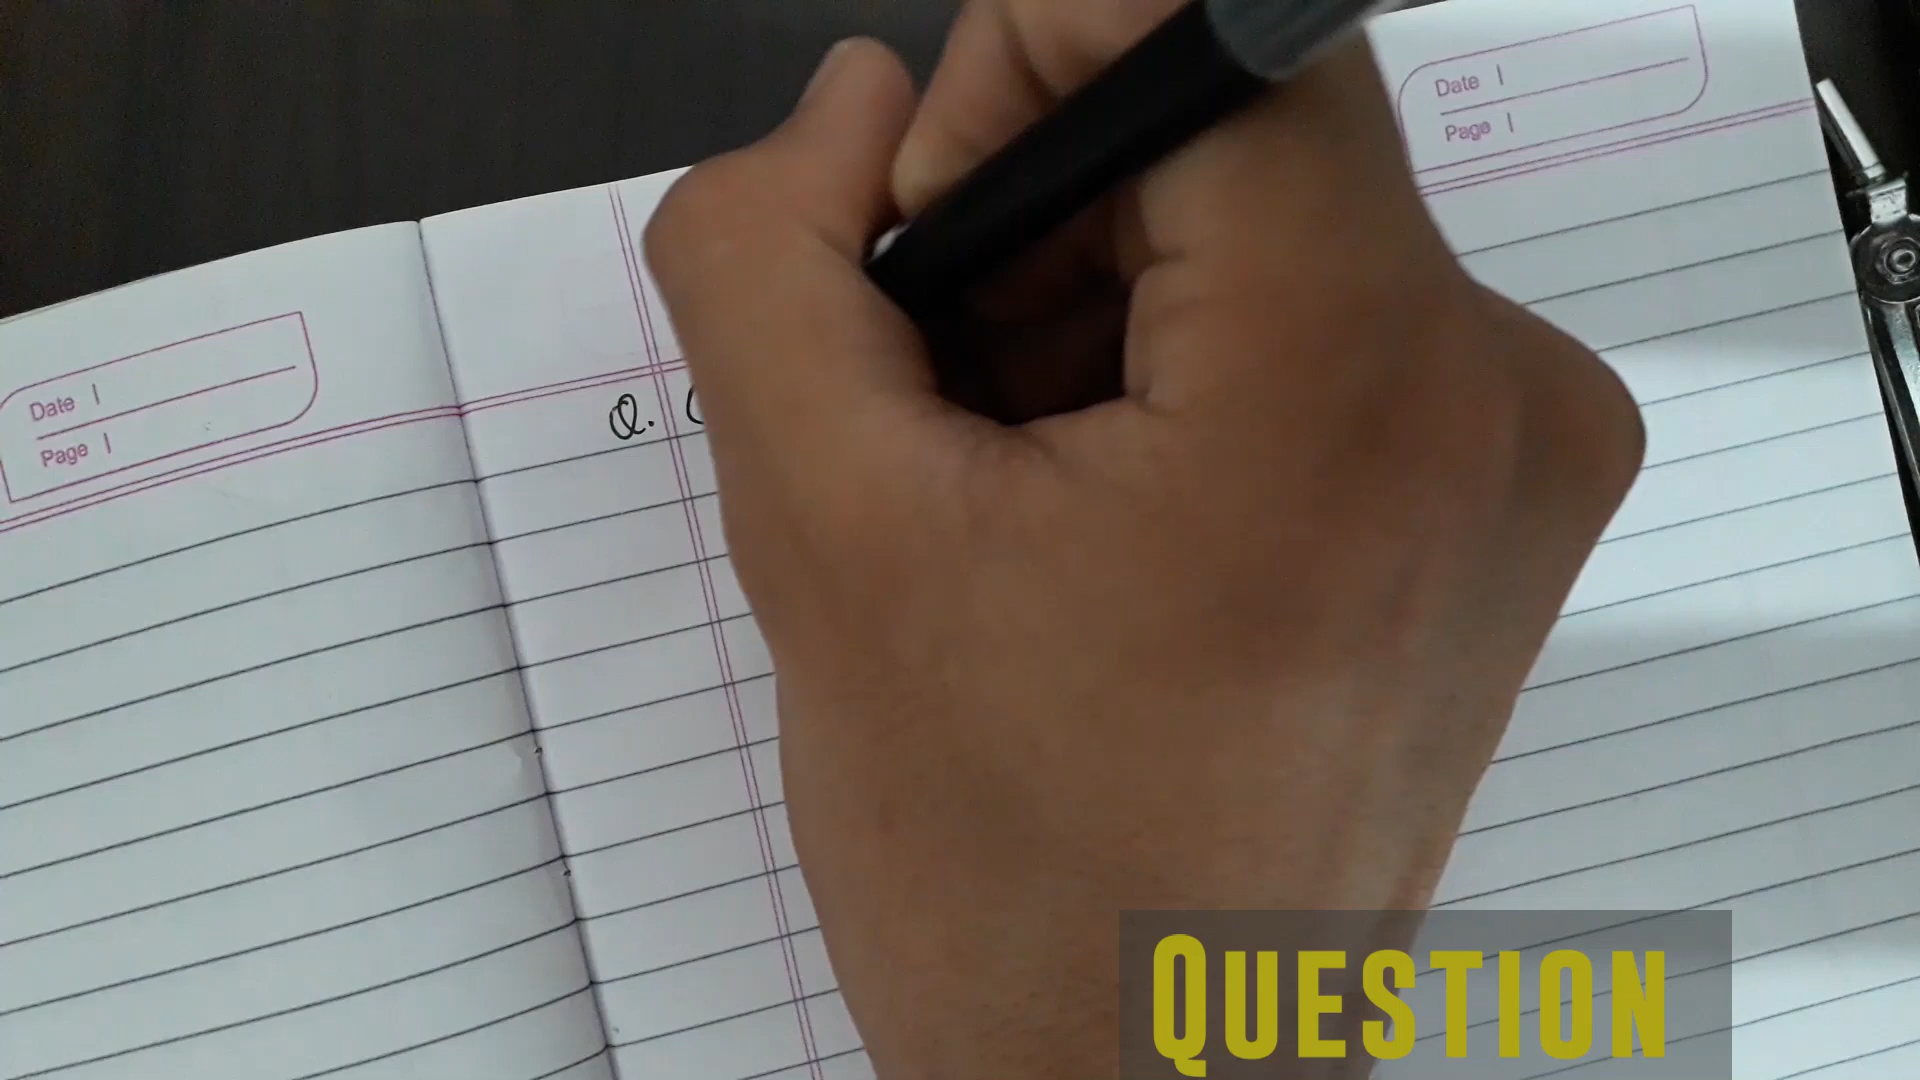 Date |
Page |
Date |
Page |
Q. (
QUESTION